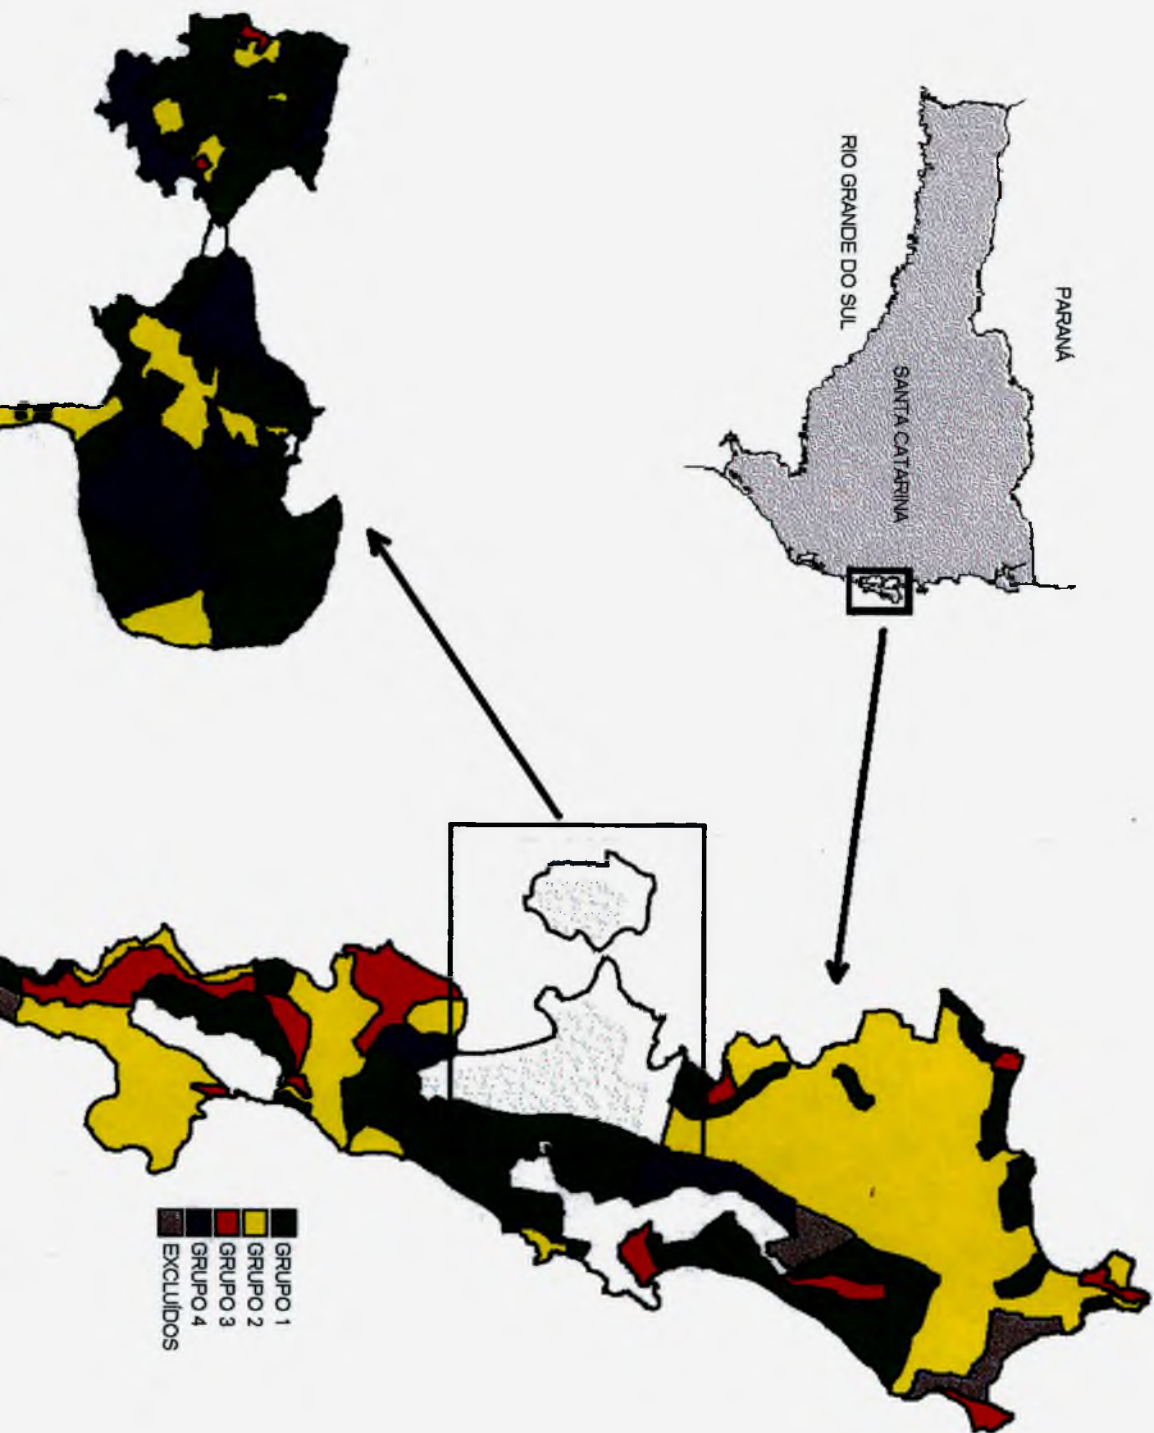 PARANÁ
SANTA CATARINA
RIO GRANDE DO SUL
GRUPO 1
GRUPO 2
GRUPO 3
GRUPO 4
EXCLUÍDOS